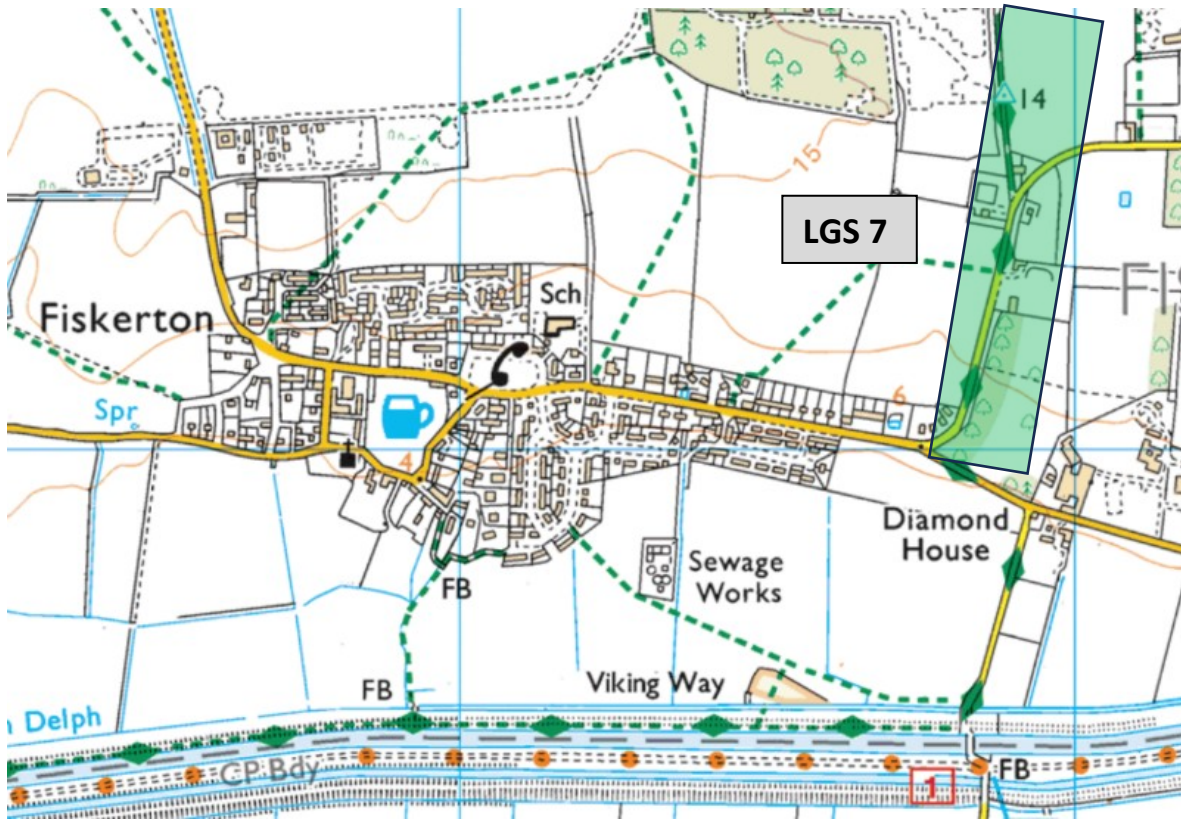 14
15
LGS 7
Sch
Fiskerton
Spr
6
4
Diamond
House
Sewage
Works
FB
FB
Viking Way
Delph
CP Bdy
1
FB